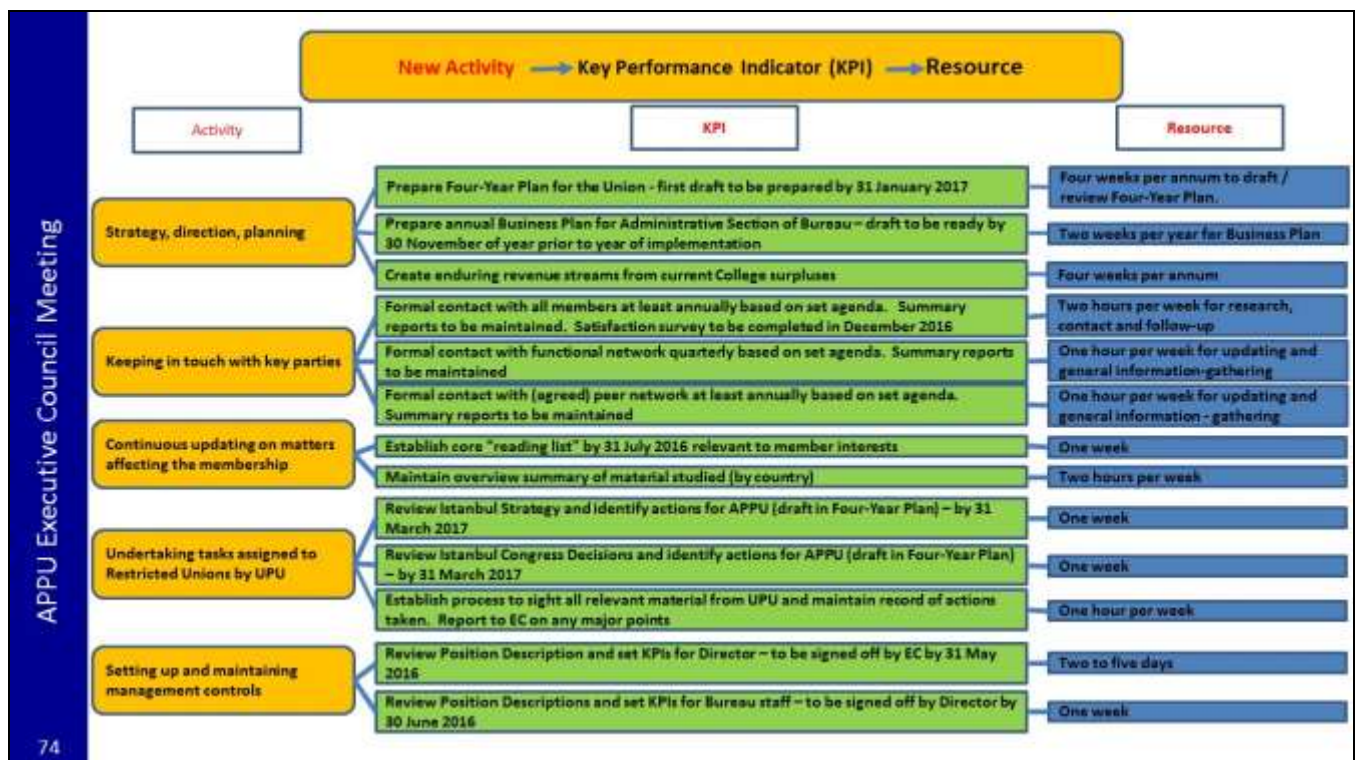 APPU Executive Council Meeting
74
New Activity Key Performance Indicator (KPI) Resource
Activity
KPI
Resource
Strategy, direction, planning
Prepare Four-Year Plan for the Union - first draft to be prepared by 31 January 2017
Four weeks per annum to draft /
review Four-Year Plan.
Prepare annual Business Plan for Administrative Section of Bureau – draft to be ready by
30 November of year prior to year of implementation
Two weeks per year for Business Plan
Create enduring revenue streams from current College surpluses
Four weeks per annum
Keeping in touch with key parties
Formal contact with all members at least annually based on set agenda. Summary
reports to be maintained. Satisfaction survey to be completed in December 2016
Two hours per week for research,
contact and follow-up
Formal contact with functional network quarterly based on set agenda. Summary reports
to be maintained
One hour per week for updating and
general information-gathering
Formal contact with (agreed) peer network at least annually based on set agenda.
Summary reports to be maintained
One hour per week for updating and
general information - gathering
Continuous updating on matters
affecting the membership
Establish core "reading list" by 31 July 2016 relevant to member interests
One week
Maintain overview summary of material studied (by country)
Two hours per week
Undertaking tasks assigned to
Restricted Unions by UPU
Review Istanbul Strategy and identify actions for APPU (draft in Four-Year Plan) – by 31
March 2017
One week
Review Istanbul Congress Decisions and identify actions for APPU (draft in Four-Year Plan)
– by 31 March 2017
One week
Establish process to sight all relevant material from UPU and maintain record of actions
taken. Report to EC on any major points
One hour per week
Setting up and maintaining
management controls
Review Position Description and set KPIs for Director – to be signed off by EC by 31 May
2016
Two to five days
Review Position Descriptions and set KPIs for Bureau staff – to be signed off by Director by
30 June 2016
One week